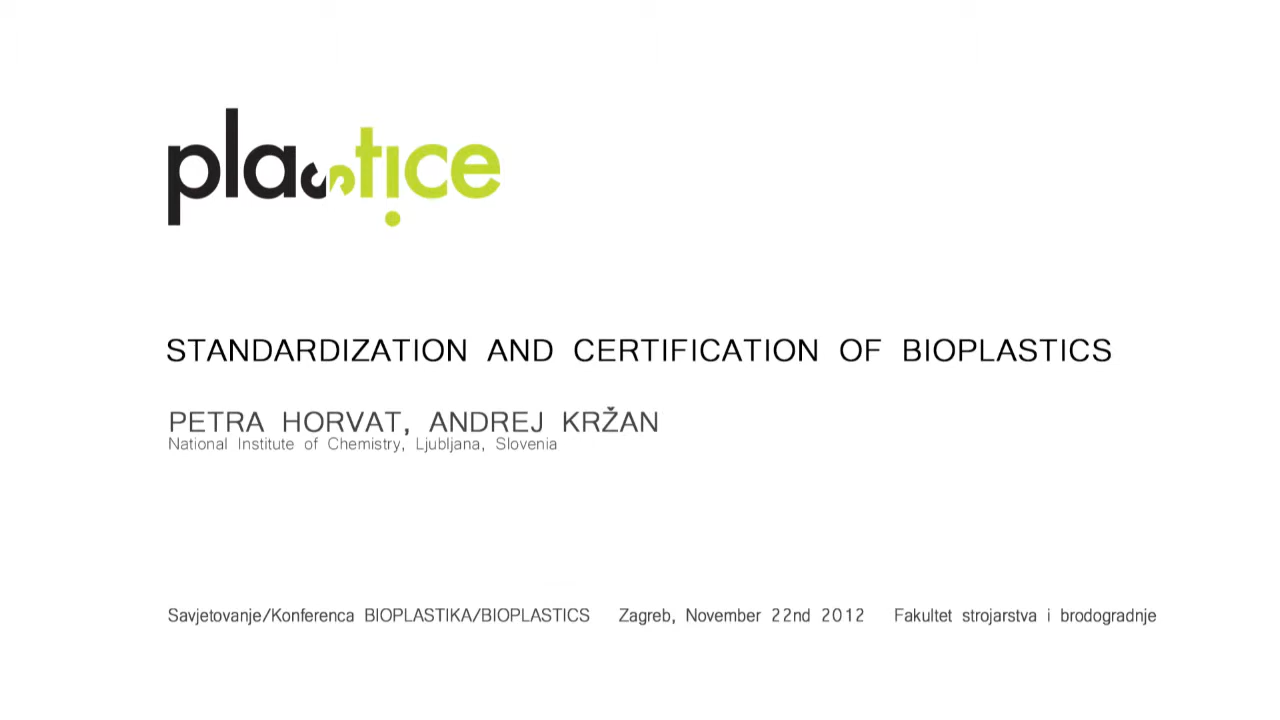 plastice
STANDARDIZATION AND CERTIFICATION OF BIOPLASTICS
PETRA HORVAT, ANDREJ KRŽAN
National Institute of Chemistry, Ljubljana, Slovenia
Savjetovanje/Konferenca BIOPLASTIKA/BIOPLASTICS Zagreb, November 22nd 2012 Fakultet strojarstva i brodogradnje